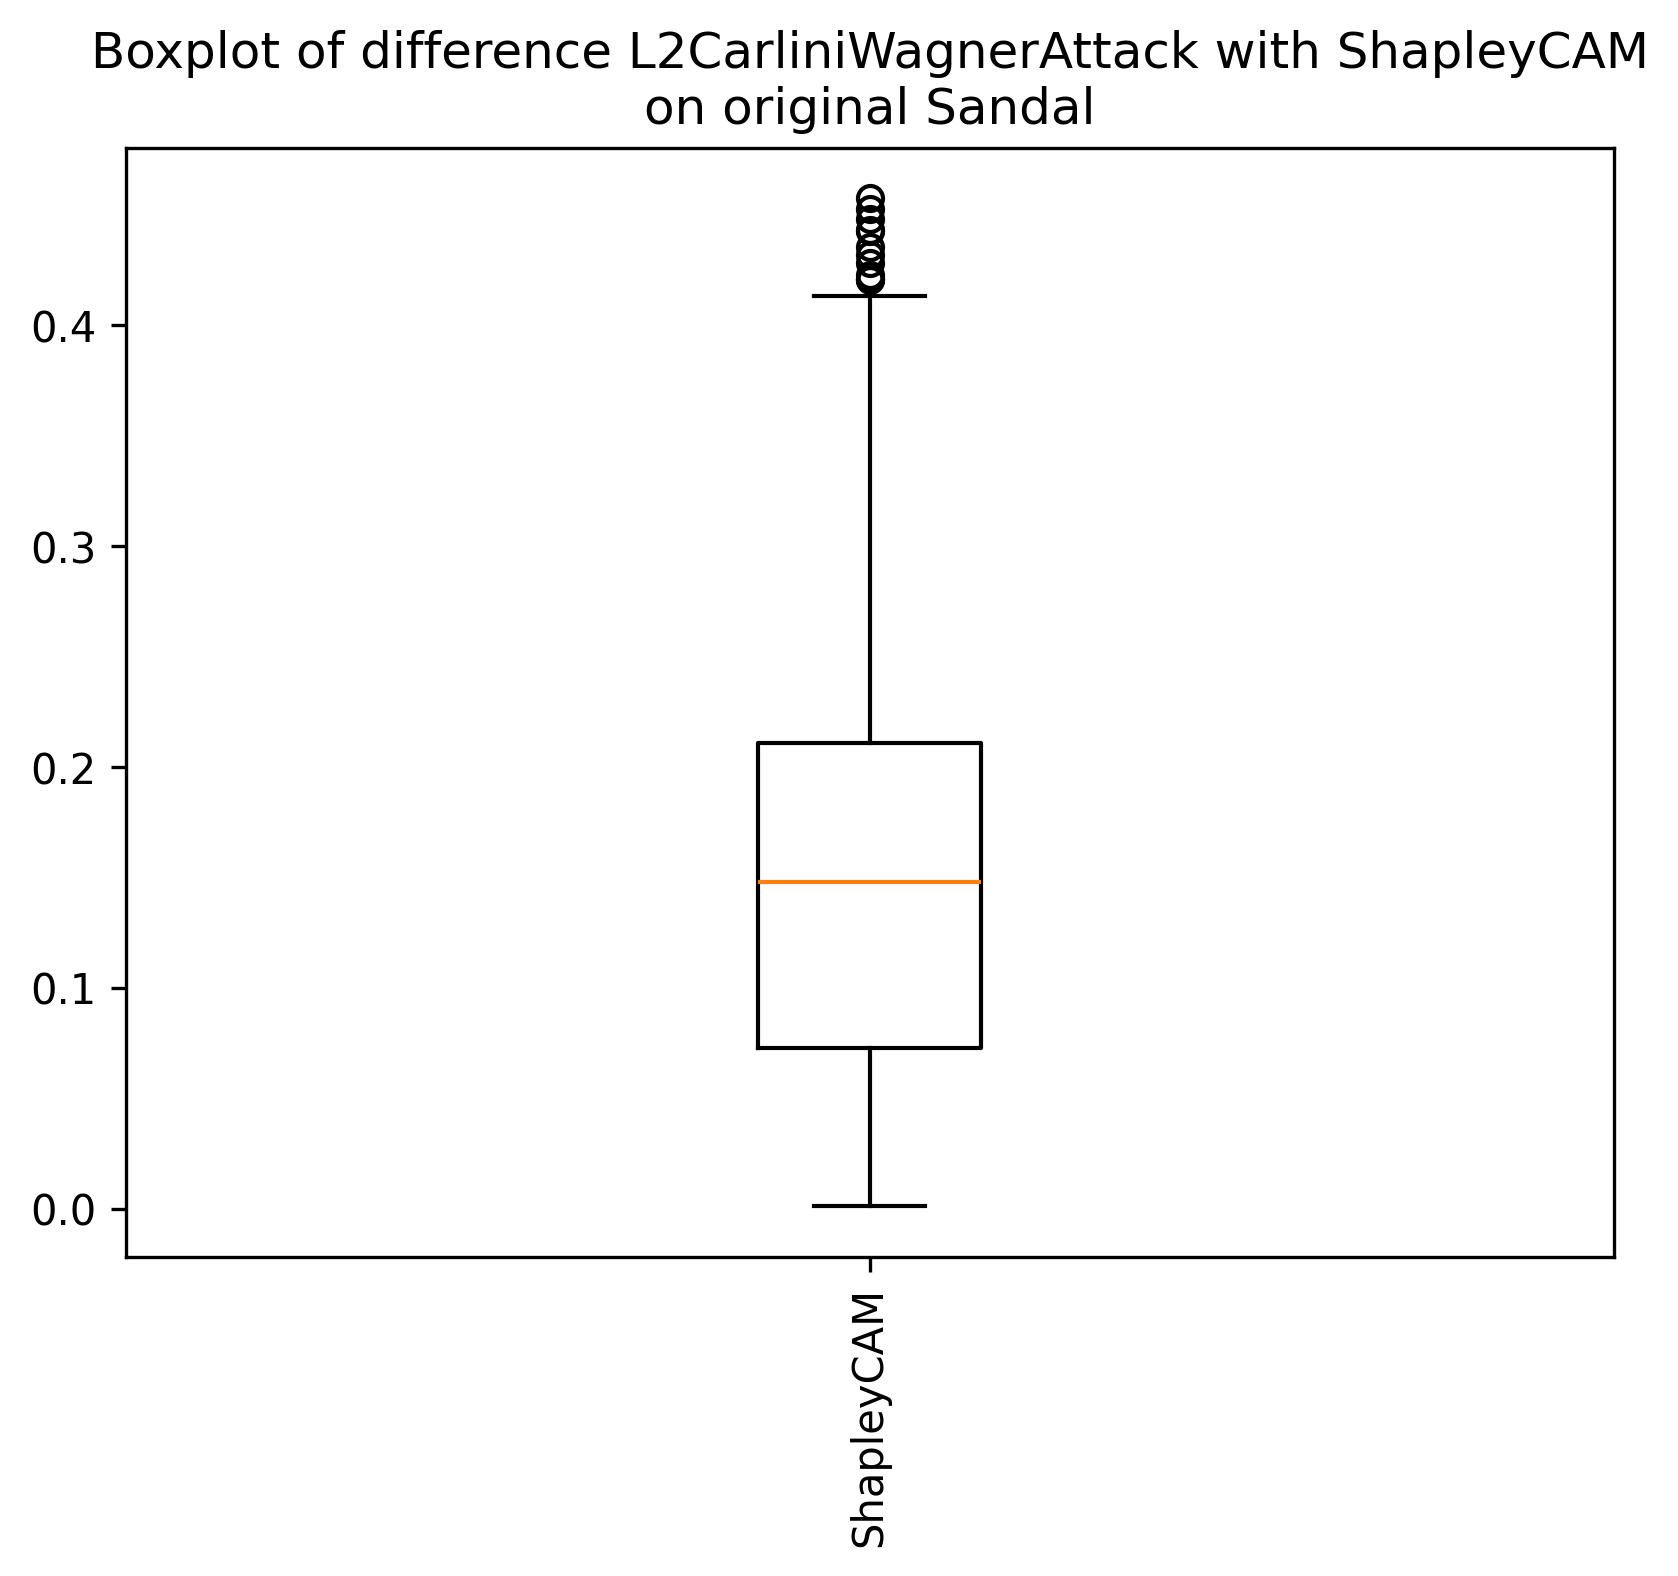 Boxplot of difference L2CarliniWagnerAttack with ShapleyCAM
on original Sandal
0.4
0.3
0.2
0.1
0.0
ShapleyCAM